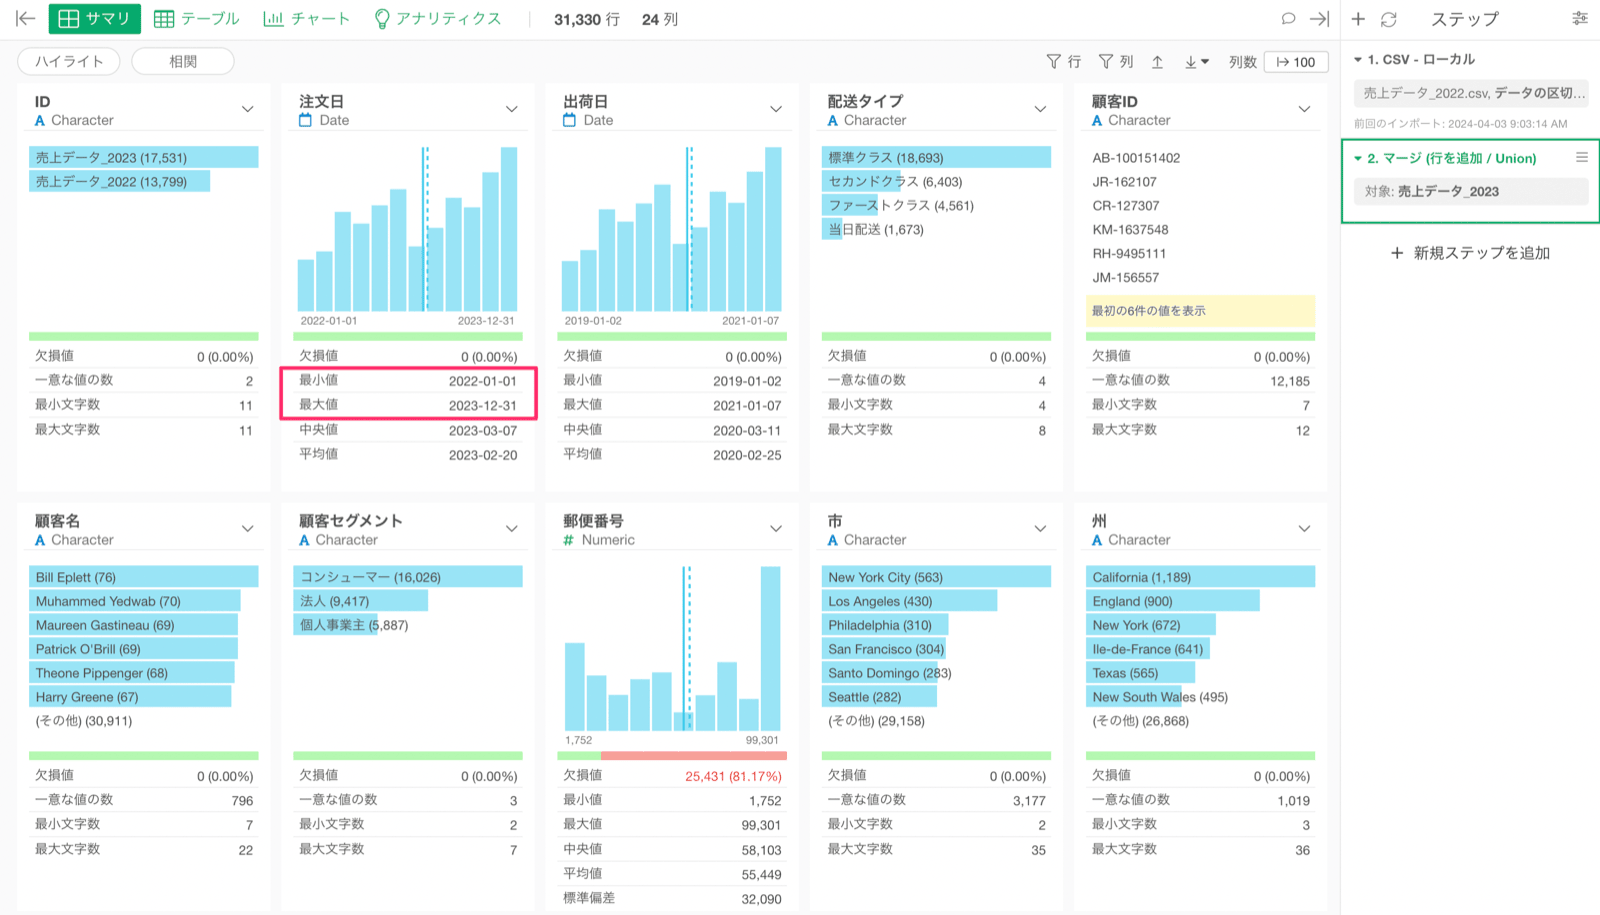 サマリ
テーブル
チャート
アナリティクス
31,330 行
24 列
ステップ
ハイライト
相関
行
列
列数
100
ID
Character
売上データ_2023 (17,531)
売上データ_2022 (13,799)
欠損値 0 (0.00%)
一意な値の数 2
最小文字数 11
最大文字数 11
注文日
Date
2022-01-01 2023-12-31
欠損値 0 (0.00%)
最小値 2022-01-01
最大値 2023-12-31
中央値 2023-03-07
平均値 2023-02-20
出荷日
Date
2019-01-02 2021-01-07
欠損値 0 (0.00%)
最小値 2019-01-02
最大値 2021-01-07
中央値 2020-03-11
平均値 2020-02-25
配送タイプ
Character
標準クラス (18,693)
セカンドクラス (6,403)
ファーストクラス (4,561)
当日配送 (1,673)
欠損値 0 (0.00%)
一意な値の数 4
最小文字数 4
最大文字数 8
顧客ID
Character
AB-100151402
JR-162107
CR-127307
KM-1637548
RH-9495111
JM-156557
最初の6件の値を表示
欠損値 0 (0.00%)
一意な値の数 12,185
最小文字数 7
最大文字数 12
顧客名
Character
Bill Eplett (76)
Muhammed Yedwab (70)
Maureen Gastineau (69)
Patrick O'Brill (69)
Theone Pippenger (68)
Harry Greene (67)
(その他) (30,911)
欠損値 0 (0.00%)
一意な値の数 796
最小文字数 7
最大文字数 22
顧客セグメント
Character
コンシューマー (16,026)
法人 (9,417)
個人事業主 (5,887)
欠損値 0 (0.00%)
一意な値の数 3
最小文字数 2
最大文字数 7
郵便番号
# Numeric
1,752 99,301
欠損値 25,431 (81.17%)
最小値 1,752
最大値 99,301
中央値 58,103
平均値 55,449
標準偏差 32,090
市
Character
New York City (563)
Los Angeles (430)
Philadelphia (310)
San Francisco (304)
Santo Domingo (283)
Seattle (282)
(その他) (29,158)
欠損値 0 (0.00%)
一意な値の数 3,177
最小文字数 2
最大文字数 35
州
Character
California (1,189)
England (900)
New York (672)
Ile-de-France (641)
Texas (565)
New South Wales (495)
(その他) (26,868)
欠損値 0 (0.00%)
一意な値の数 1,019
最小文字数 3
最大文字数 36
1. CSV - ローカル
売上データ_2022.csv, データの区切...
前回のインポート: 2024-04-03 9:03:14 AM
2. マージ (行を追加 / Union)
対象: 売上データ_2023
+ 新規ステップを追加